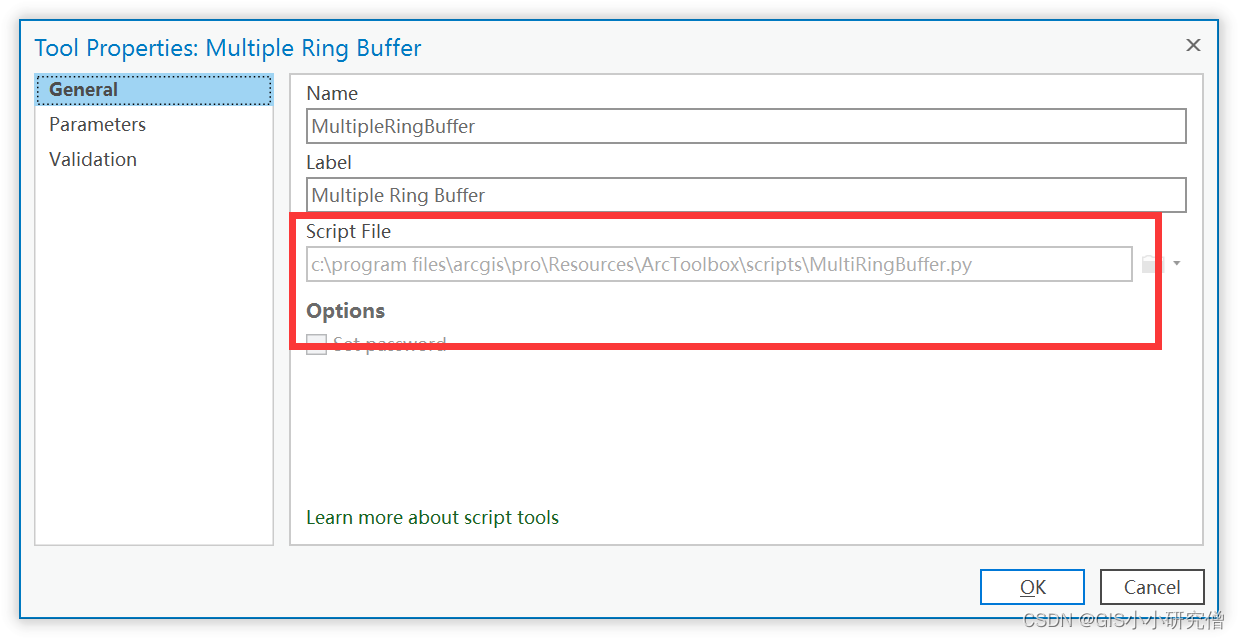 Tool Properties: Multiple Ring Buffer
General
Parameters
Validation
Name
MultipleRingBuffer
Label
Multiple Ring Buffer
Script File
c:\program files\arcgis\pro\Resources\ArcToolbox\scripts\MultiRingBuffer.py
Options
Set password
Learn more about script tools
OK
Cancel
CSDN @GIS小小研究僧